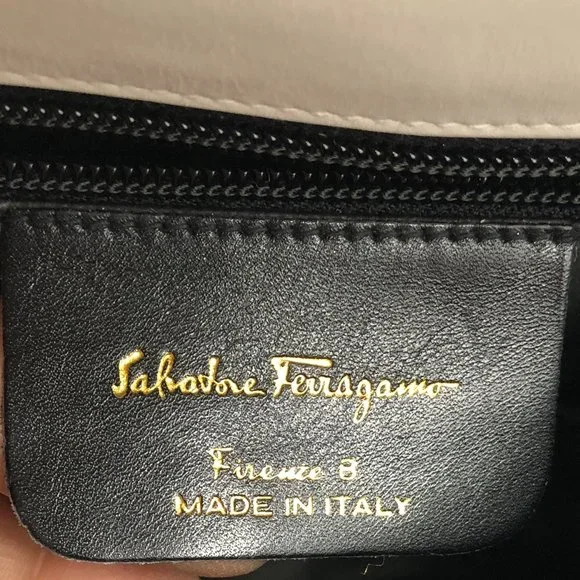 Salvatore Ferragamo
Firenze 8
MADE IN ITALY